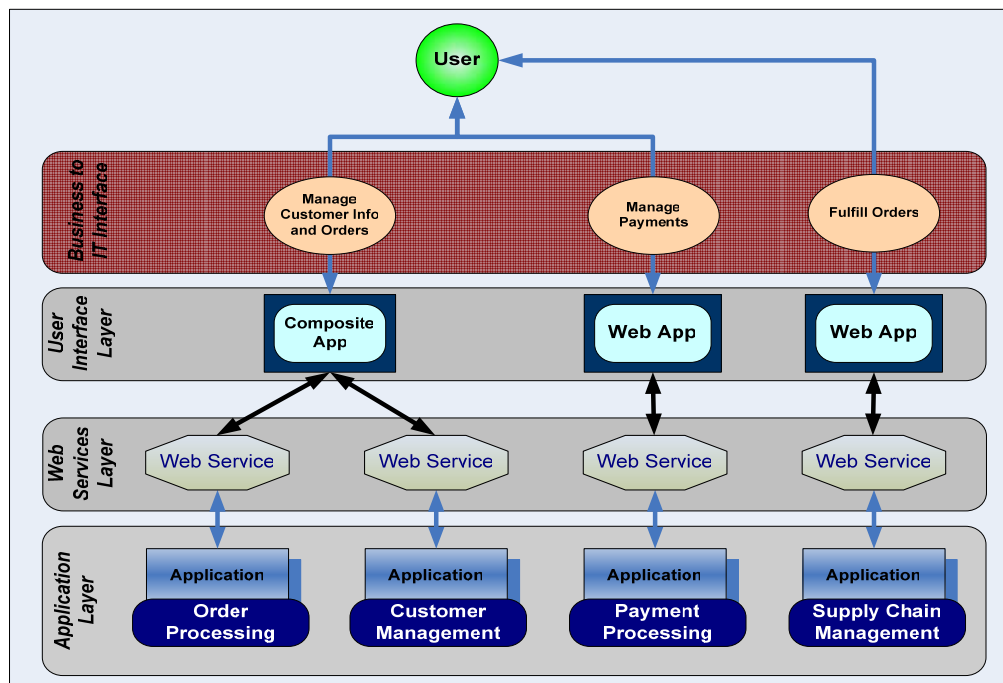 User
Business to
IT Interface
Manage
Customer Info
and Orders
Manage
Payments
Fulfill Orders
User
Interface
Layer
Composite
App
Web App
Web App
Web
Services
Layer
Web Service
Web Service
Web Service
Web Service
Application
Layer
Application
Order
Processing
Application
Customer
Management
Application
Payment
Processing
Application
Supply Chain
Management